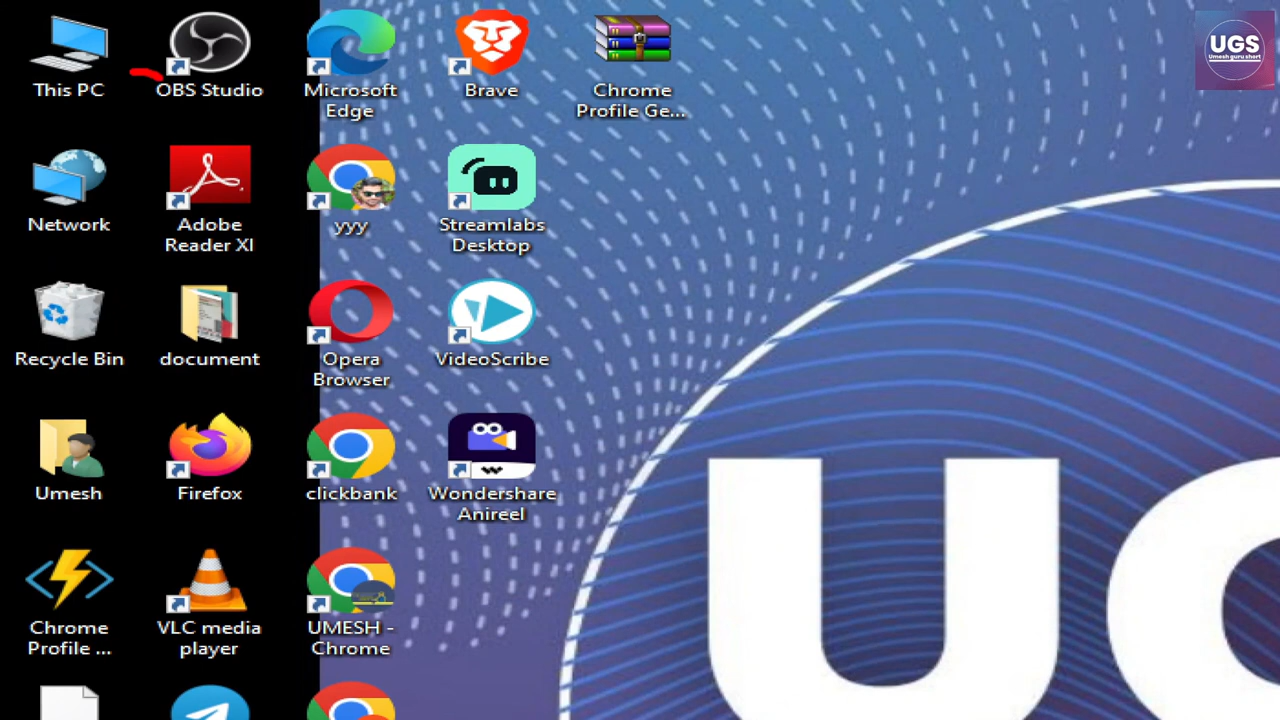 This PC
OBS Studio
Microsoft
Edge
Brave
Chrome
Profile Ge...
UGS
Umesh guru short
Network
Adobe
Reader XI
yyy
Streamlabs
Desktop
Recycle Bin
document
Opera
Browser
VideoScribe
Umesh
Firefox
clickbank
Wondershare
Anireel
Chrome
Profile ...
VLC media
player
UMESH -
Chrome